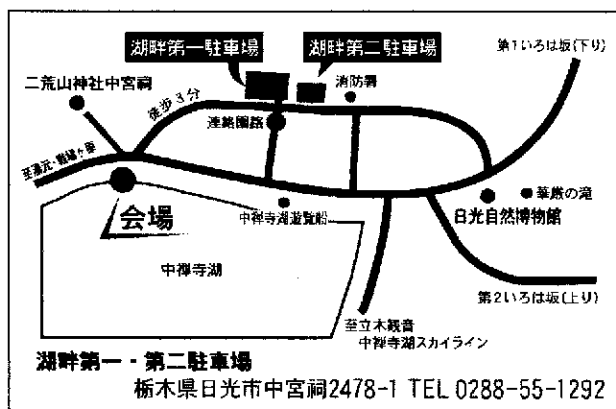 湖畔第一駐車場
湖畔第二駐車場
第1いろは坂(下り)
二荒山神社中宮祠
徒歩3分
消防署
連絡園路
至湯元・戦場ヶ原
会場
中禅寺湖遊覧船
華厳の滝
日光自然博物館
中禅寺湖
第2いろは坂(上り)
至立木観音
中禅寺湖スカイライン
湖畔第一・第二駐車場
栃木県日光市中宮祠2478-1 TEL 0288-55-1292